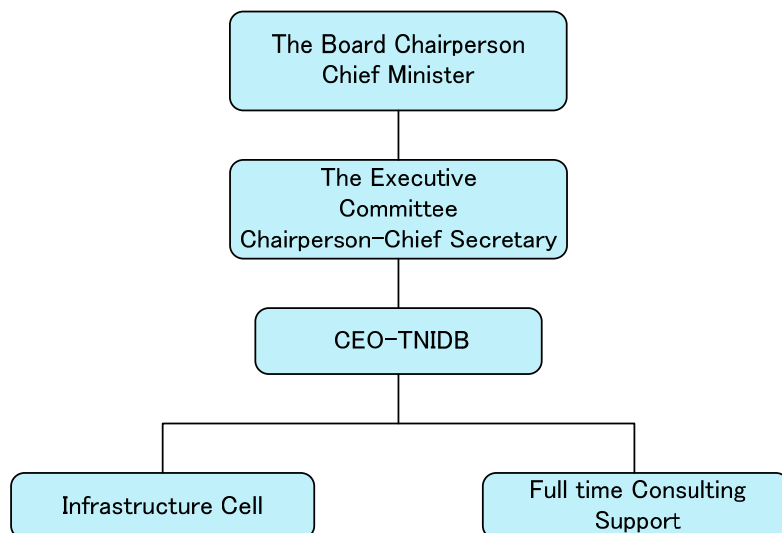 The Board Chairperson
Chief Minister
The Executive
Committee
Chairperson-Chief Secretary
CEO-TNIDB
Infrastructure Cell
Full time Consulting
Support